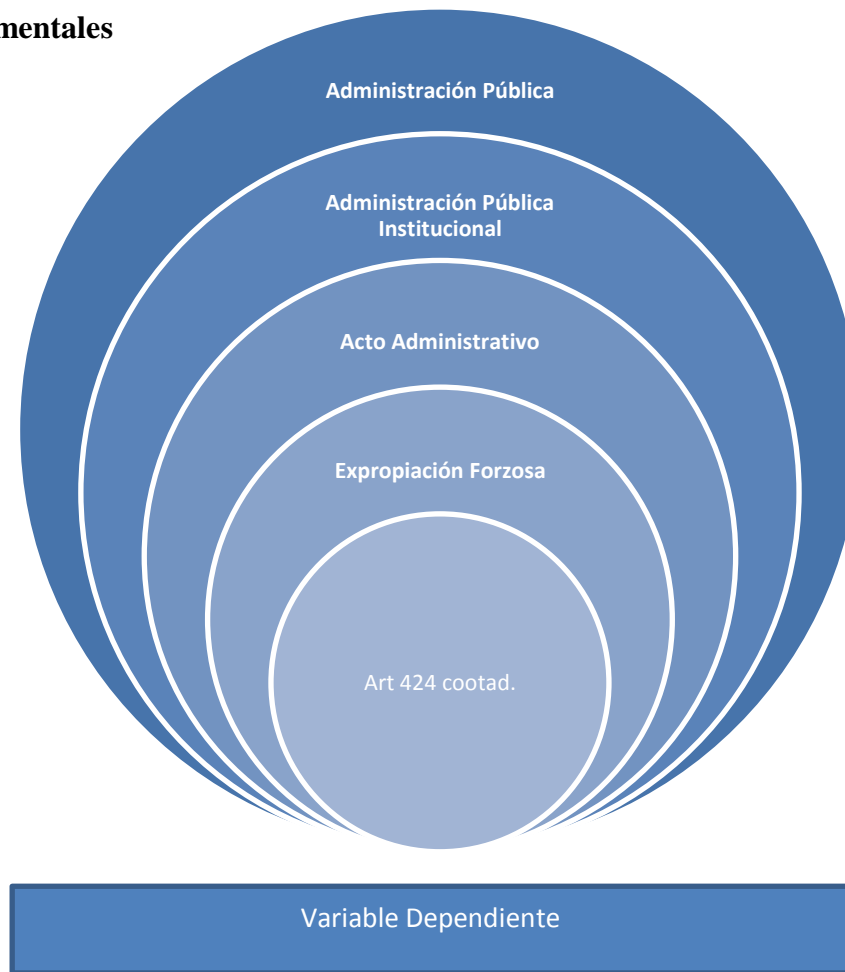 mentales
Administración Pública
Administración Pública
Institucional
Acto Administrativo
Expropiación Forzosa
Art 424 cootad.
Variable Dependiente